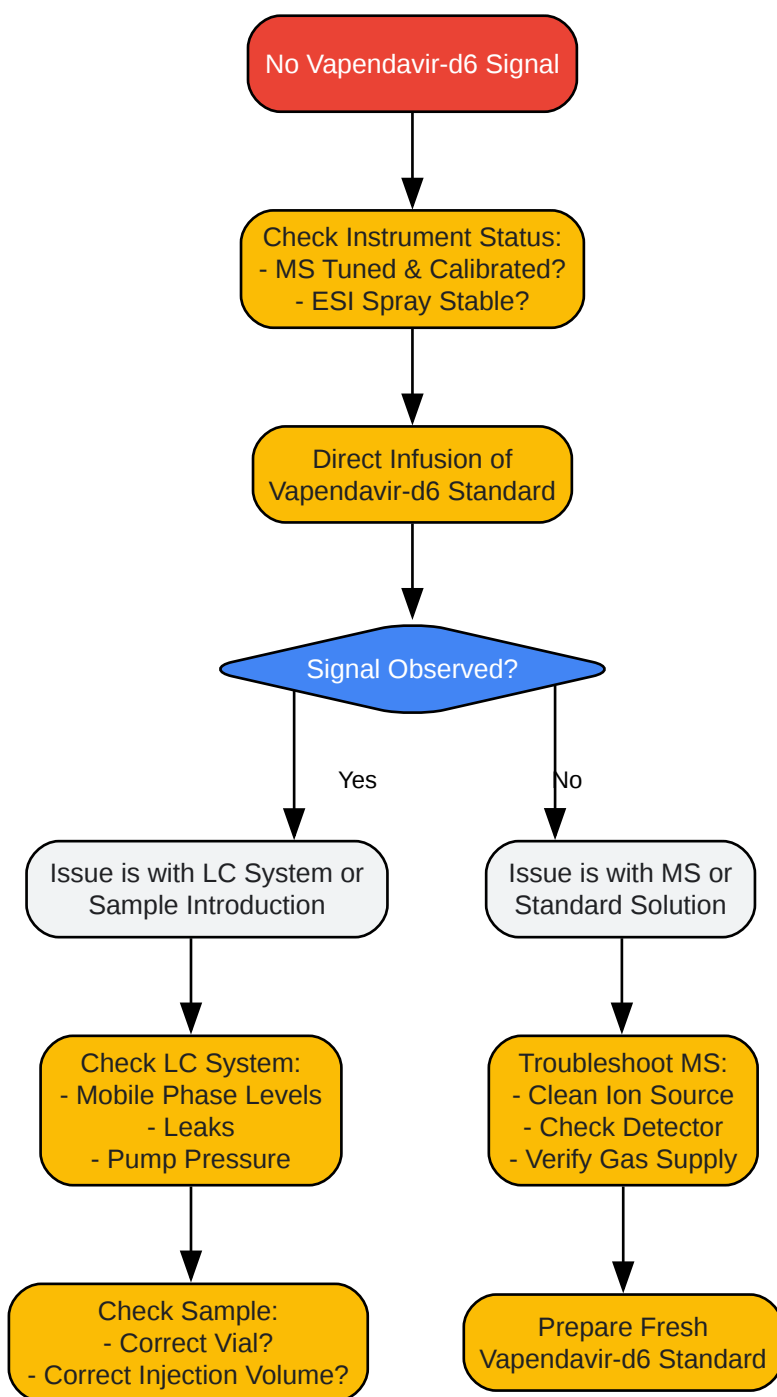 No Vapendavir-d6 Signal
Check Instrument Status:
- MS Tuned & Calibrated?
- ESI Spray Stable?
Direct Infusion of
Vapendavir-d6 Standard
Signal Observed?
Yes
No
Issue is with LC System or
Sample Introduction
Issue is with MS or
Standard Solution
Check LC System:
- Mobile Phase Levels
- Leaks
- Pump Pressure
Troubleshoot MS:
- Clean Ion Source
- Check Detector
- Verify Gas Supply
Check Sample:
- Correct Vial?
- Correct Injection Volume?
Prepare Fresh
Vapendavir-d6 Standard